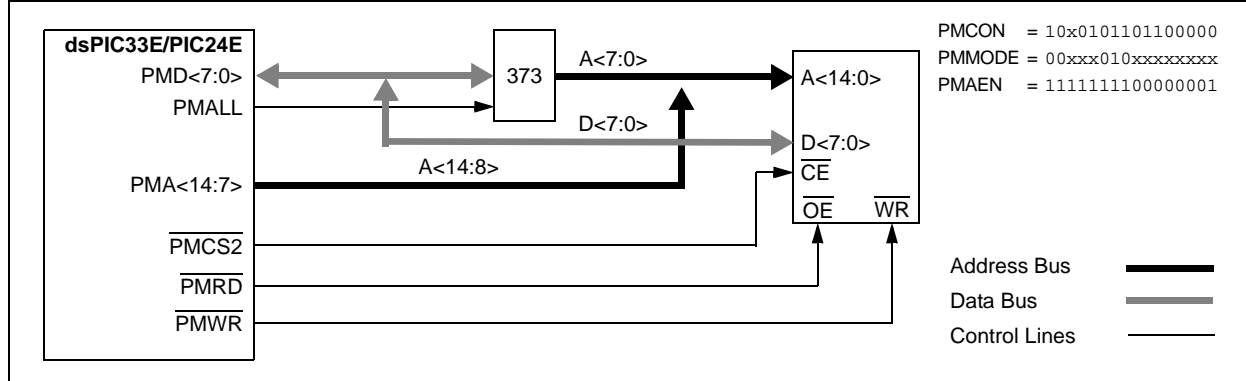 dsPIC33E/PIC24E
PMD<7:0>
PMALL
PMA<14:7>
PMCS2
PMRD
PMWR
373
A<7:0>
D<7:0>
A<14:8>
A<14:0>
D<7:0>
CE
OE WR
PMCON = 10x0101101100000
PMMODE = 00xxx010xxxxxxxx
PMAEN = 1111111100000001
Address Bus
Data Bus
Control Lines